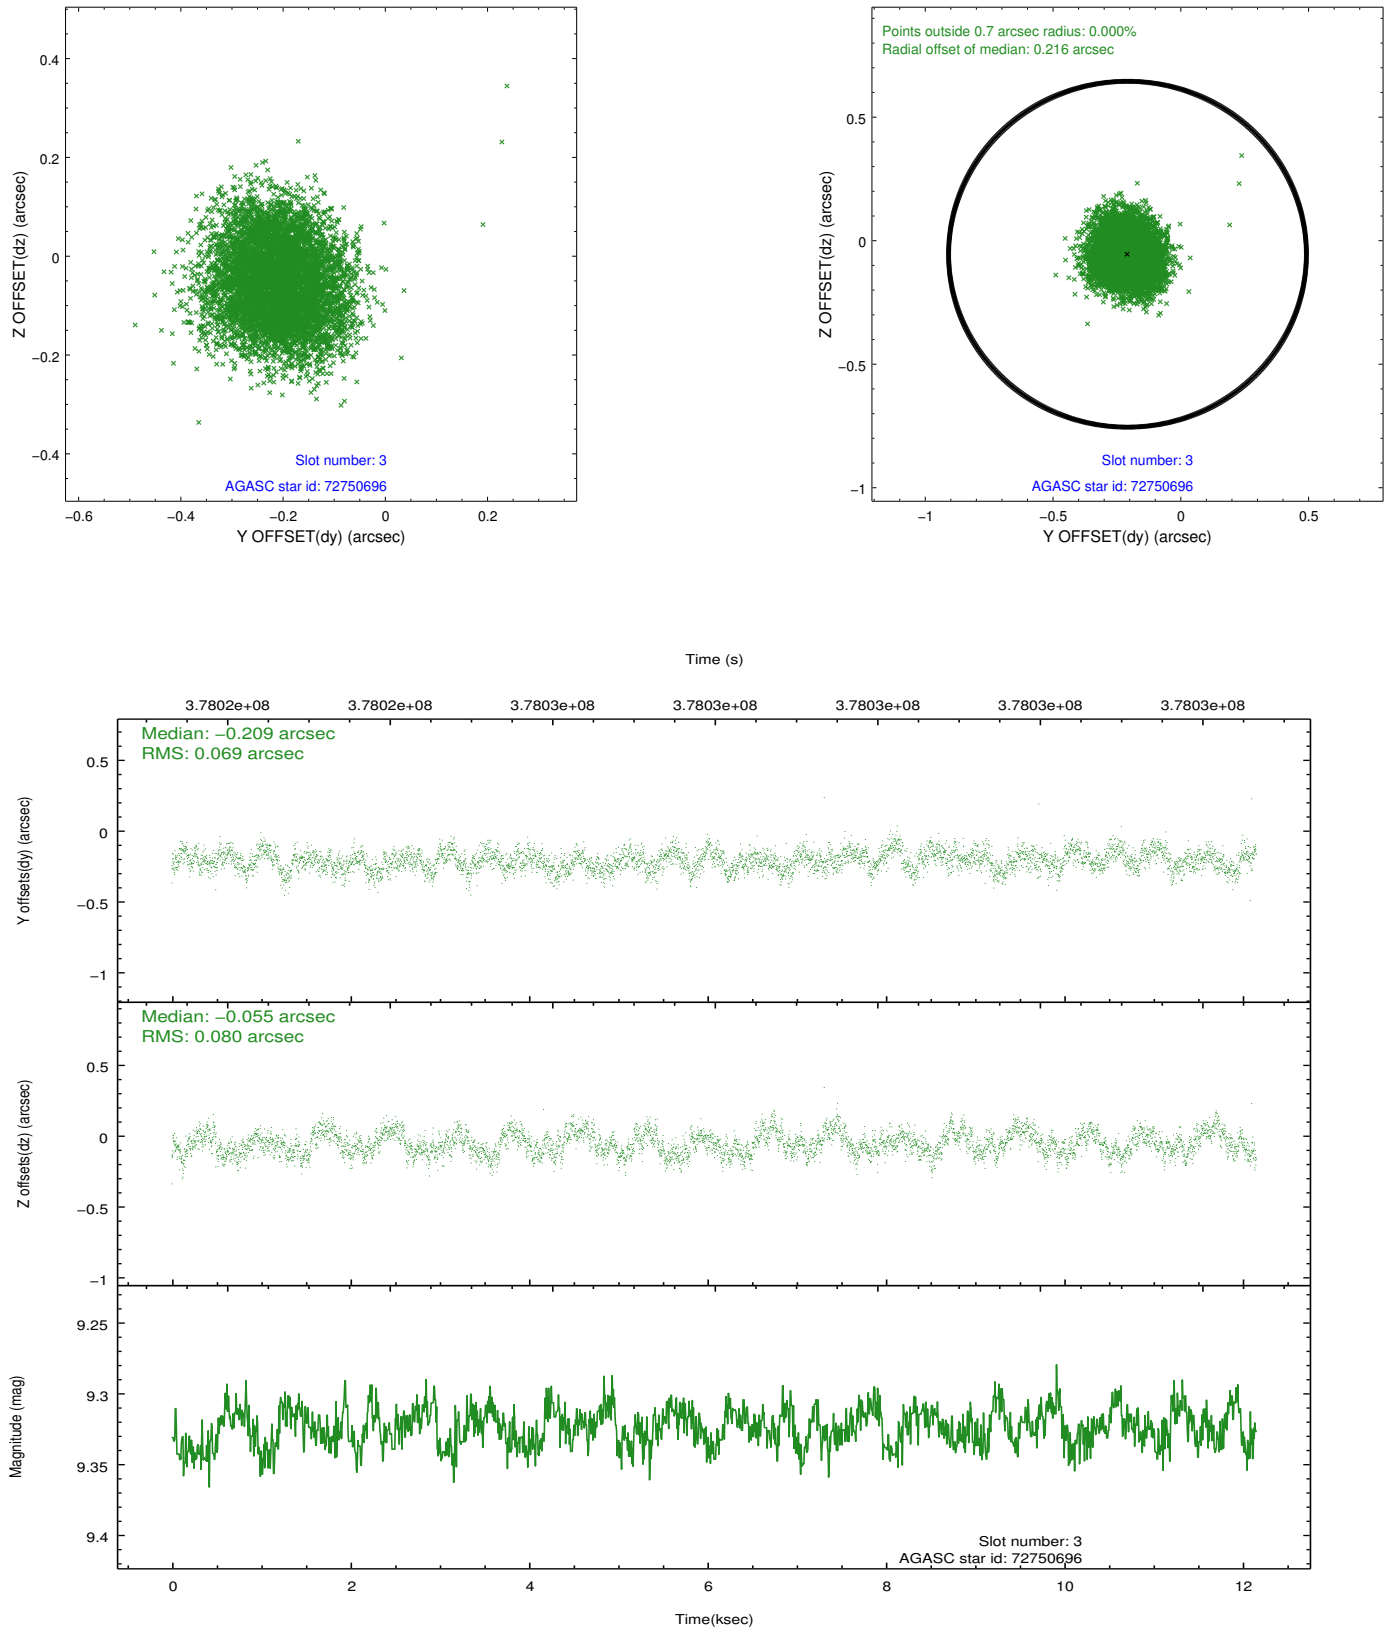 0.4
0.2
0
−0.2
−0.4
Z OFFSET(dz) (arcsec)
Slot number: 3
AGASC star id: 72750696
−0.6 −0.4 −0.2 0 0.2
Y OFFSET(dy) (arcsec)
Points outside 0.7 arcsec radius: 0.000%
Radial offset of median: 0.216 arcsec
0.5
0
−0.5
−1
Z OFFSET(dz) (arcsec)
Slot number: 3
AGASC star id: 72750696
−1 −0.5 0 0.5
Y OFFSET(dy) (arcsec)
Time (s)
3.7802e+08 3.7802e+08 3.7803e+08 3.7803e+08 3.7803e+08 3.7803e+08 3.7803e+08
Median: −0.209 arcsec
RMS: 0.069 arcsec
0.5
0
−0.5
−1
Y offsets(dy) (arcsec)
Median: −0.055 arcsec
RMS: 0.080 arcsec
0.5
0
−0.5
−1
Z offsets(dz) (arcsec)
9.25
9.3
9.35
9.4
Magnitude (mag)
Slot number: 3
AGASC star id: 72750696
0 2 4 6 8 10 12
Time(ksec)